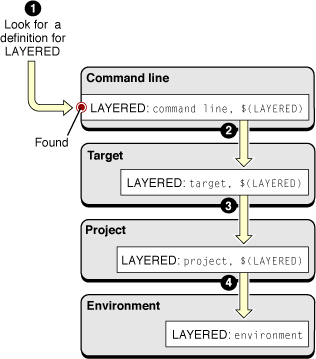 1
Look for a
definition for
LAYERED
Command line
LAYERED: command line, $(LAYERED)
Found
2
Target
LAYERED: target, $(LAYERED)
3
Project
LAYERED: project, $(LAYERED)
4
Environment
LAYERED: environment